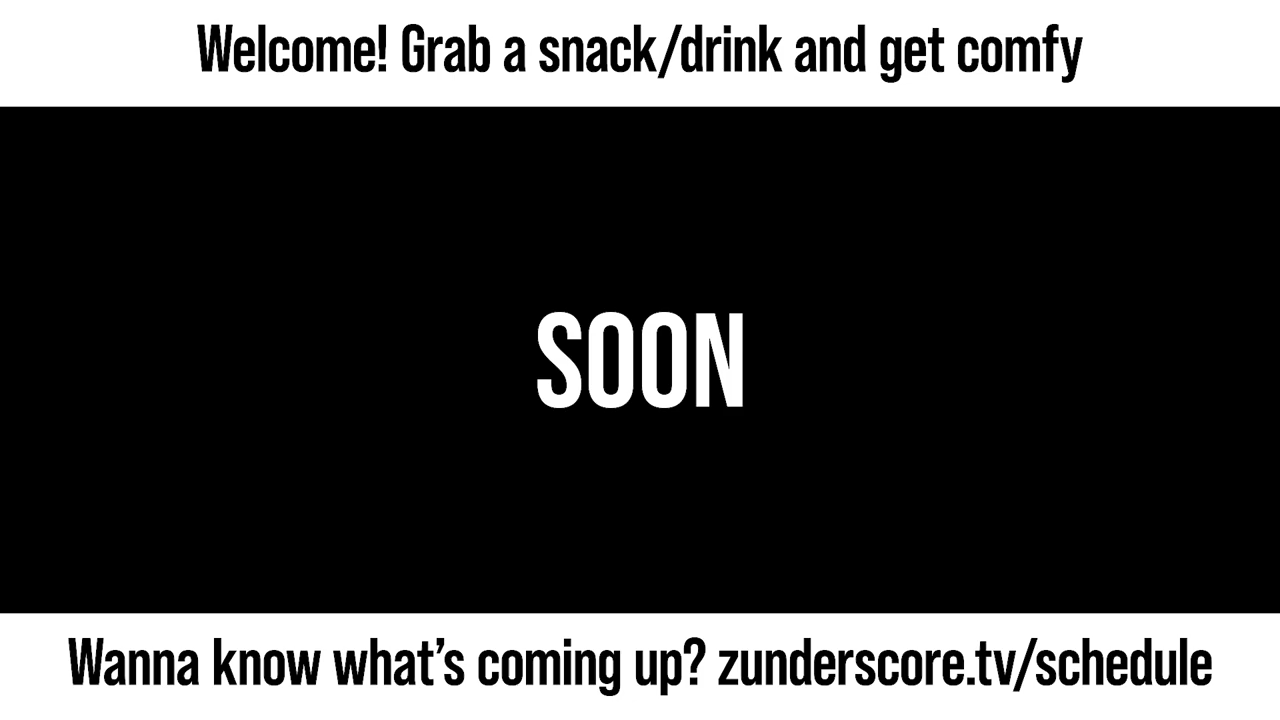 Welcome! Grab a snack/drink and get comfy
SOON
Wanna know what’s coming up? zunderscore.tv/schedule